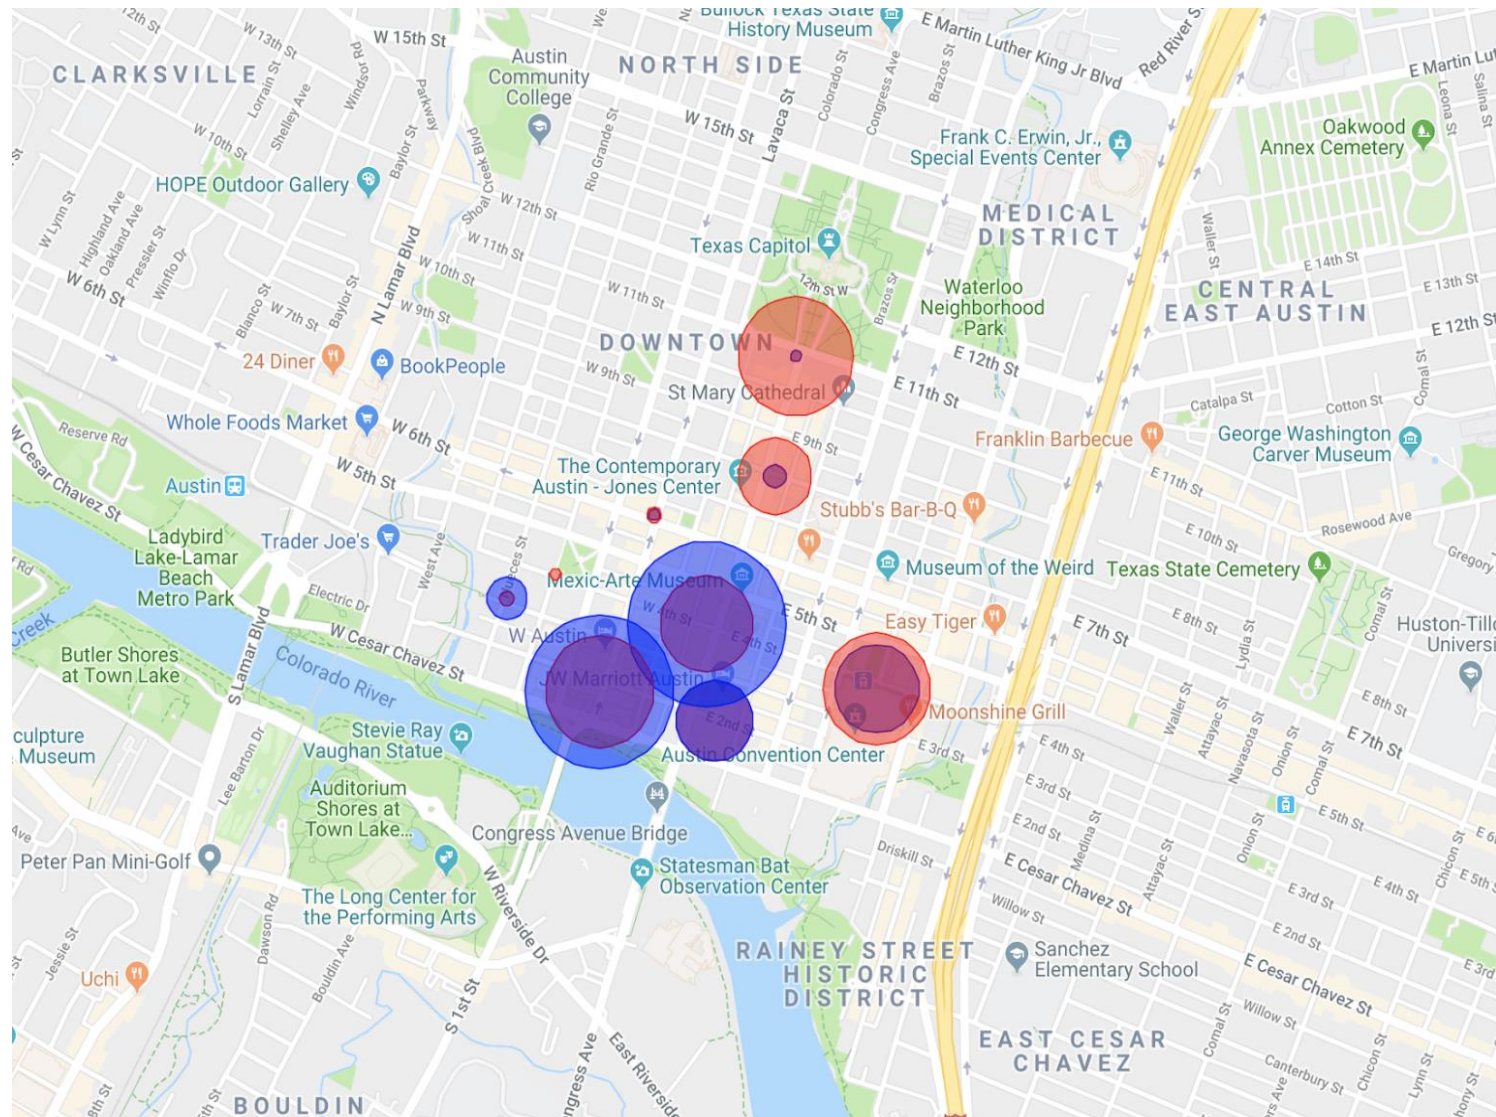 12th St
W 13th St
W 15th St
Windsor Rd
CLARKSVILLE
Lorrain St
Shelley Ave
Parkway
Austin
Community
College
NORTH SIDE
Bullock Texas State
History Museum
Colorado St
Congress Ave
Brazos St
E Martin Luther King Jr Blvd
Red River St
E Martin Lut
Leona St
Salina St
Lavaca St
W 15th St
W 10th St
Baylor St
Shoal Creek Blvd
Rio Grande St
Frank C. Erwin, Jr.,
Special Events Center
Oakwood
Annex Cemetery
HOPE Outdoor Gallery
W Lynn St
Highland Ave
Oakland Ave
Pressler St
Winflo Dr
W 12th St
W 11th St
W 10th St
MEDICAL
DISTRICT
Waller St
Texas Capitol
12th St W
Brazos St
E 14th St
E 13th St
W 6th St
N Lamar Blvd
Blanco St
W 7th St
Baylor St
W 9th St
W 11th St
Waterloo
Neighborhood
Park
CENTRAL
EAST AUSTIN
E 12th St
DOWNTOWN
24 Diner
BookPeople
W 9th St
E 12th St
E 11th St
St Mary Cathedral
Comal St
Catalpa St
Cotton St
Whole Foods Market
W 6th St
E 9th St
Franklin Barbecue
George Washington
Carver Museum
Reserve Rd
W Cesar Chavez St
W 5th St
The Contemporary
Austin - Jones Center
E 11th St
Austin
Stubb's Bar-B-Q
E 10th St
Rosewood Ave
Ladybird
Lake-Lamar
Beach
Metro Park
Trader Joe's
West Ave
Gregory
Rd
Mexic-Arte Museum
Museum of the Weird
Texas State Cemetery
Electric Dr
Creek
W 4th St
E 4th St
E 5th St
Easy Tiger
E 7th St
E 8th St
Lydia St
Comal St
Huston-Tillo
Universi
W Austin
W Cesar Chavez St
Butler Shores
at Town Lake
S Lamar Blvd
Colorado River
JW Marriott Austin
E 2nd St
Moonshine Grill
E 8th St
Waller St
Attayac St
Navasota St
Onion St
Comal St
E 7th St
culpture
Museum
Lee Barton Dr
Stevie Ray
Vaughan Statue
Austin Convention Center
E 3rd St
E 4th St
E 3rd St
Auditorium
Shores at
Town Lake...
E 2nd St
Medina St
E 5th St
Onion St
Chicon St
Congress Avenue Bridge
Driskill St
Attayac St
Ave
Peter Pan Mini-Golf
Statesman Bat
Observation Center
E Cesar Chavez St
E 3rd St
E 4th St
E 5th S
The Long Center for
the Performing Arts
W Riverside Dr
Willow St
E 2nd St
Jessie St
Dawson Rd
Bouldin Ave
RAINEY STREET
HISTORIC
DISTRICT
Sanchez
Elementary School
E Cesar Chavez St
E 3rd
Uchi
S 1st St
Willow St
Comal St
East Riverside
EAST CESAR
CHAVEZ
Canterbury St
Chicon St
Lynn St
BOULDIN